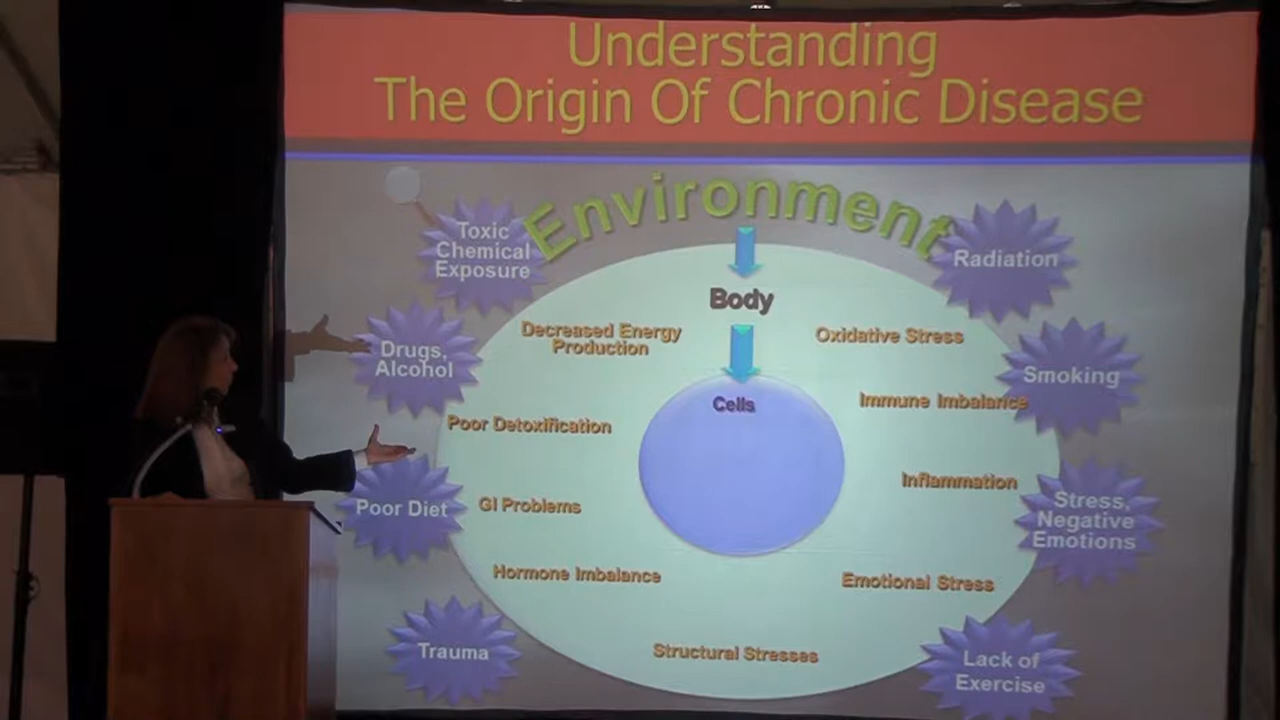 Understanding
The Origin Of Chronic Disease
Environment
Toxic
Chemical
Exposure
Radiation
Body
Decreased Energy
Production
Oxidative Stress
Drugs,
Alcohol
Smoking
Cells
Immune Imbalance
Poor Detoxification
Inflammation
Poor Diet
GI Problems
Stress,
Negative
Emotions
Hormone Imbalance
Emotional Stress
Trauma
Structural Stresses
Lack of
Exercise